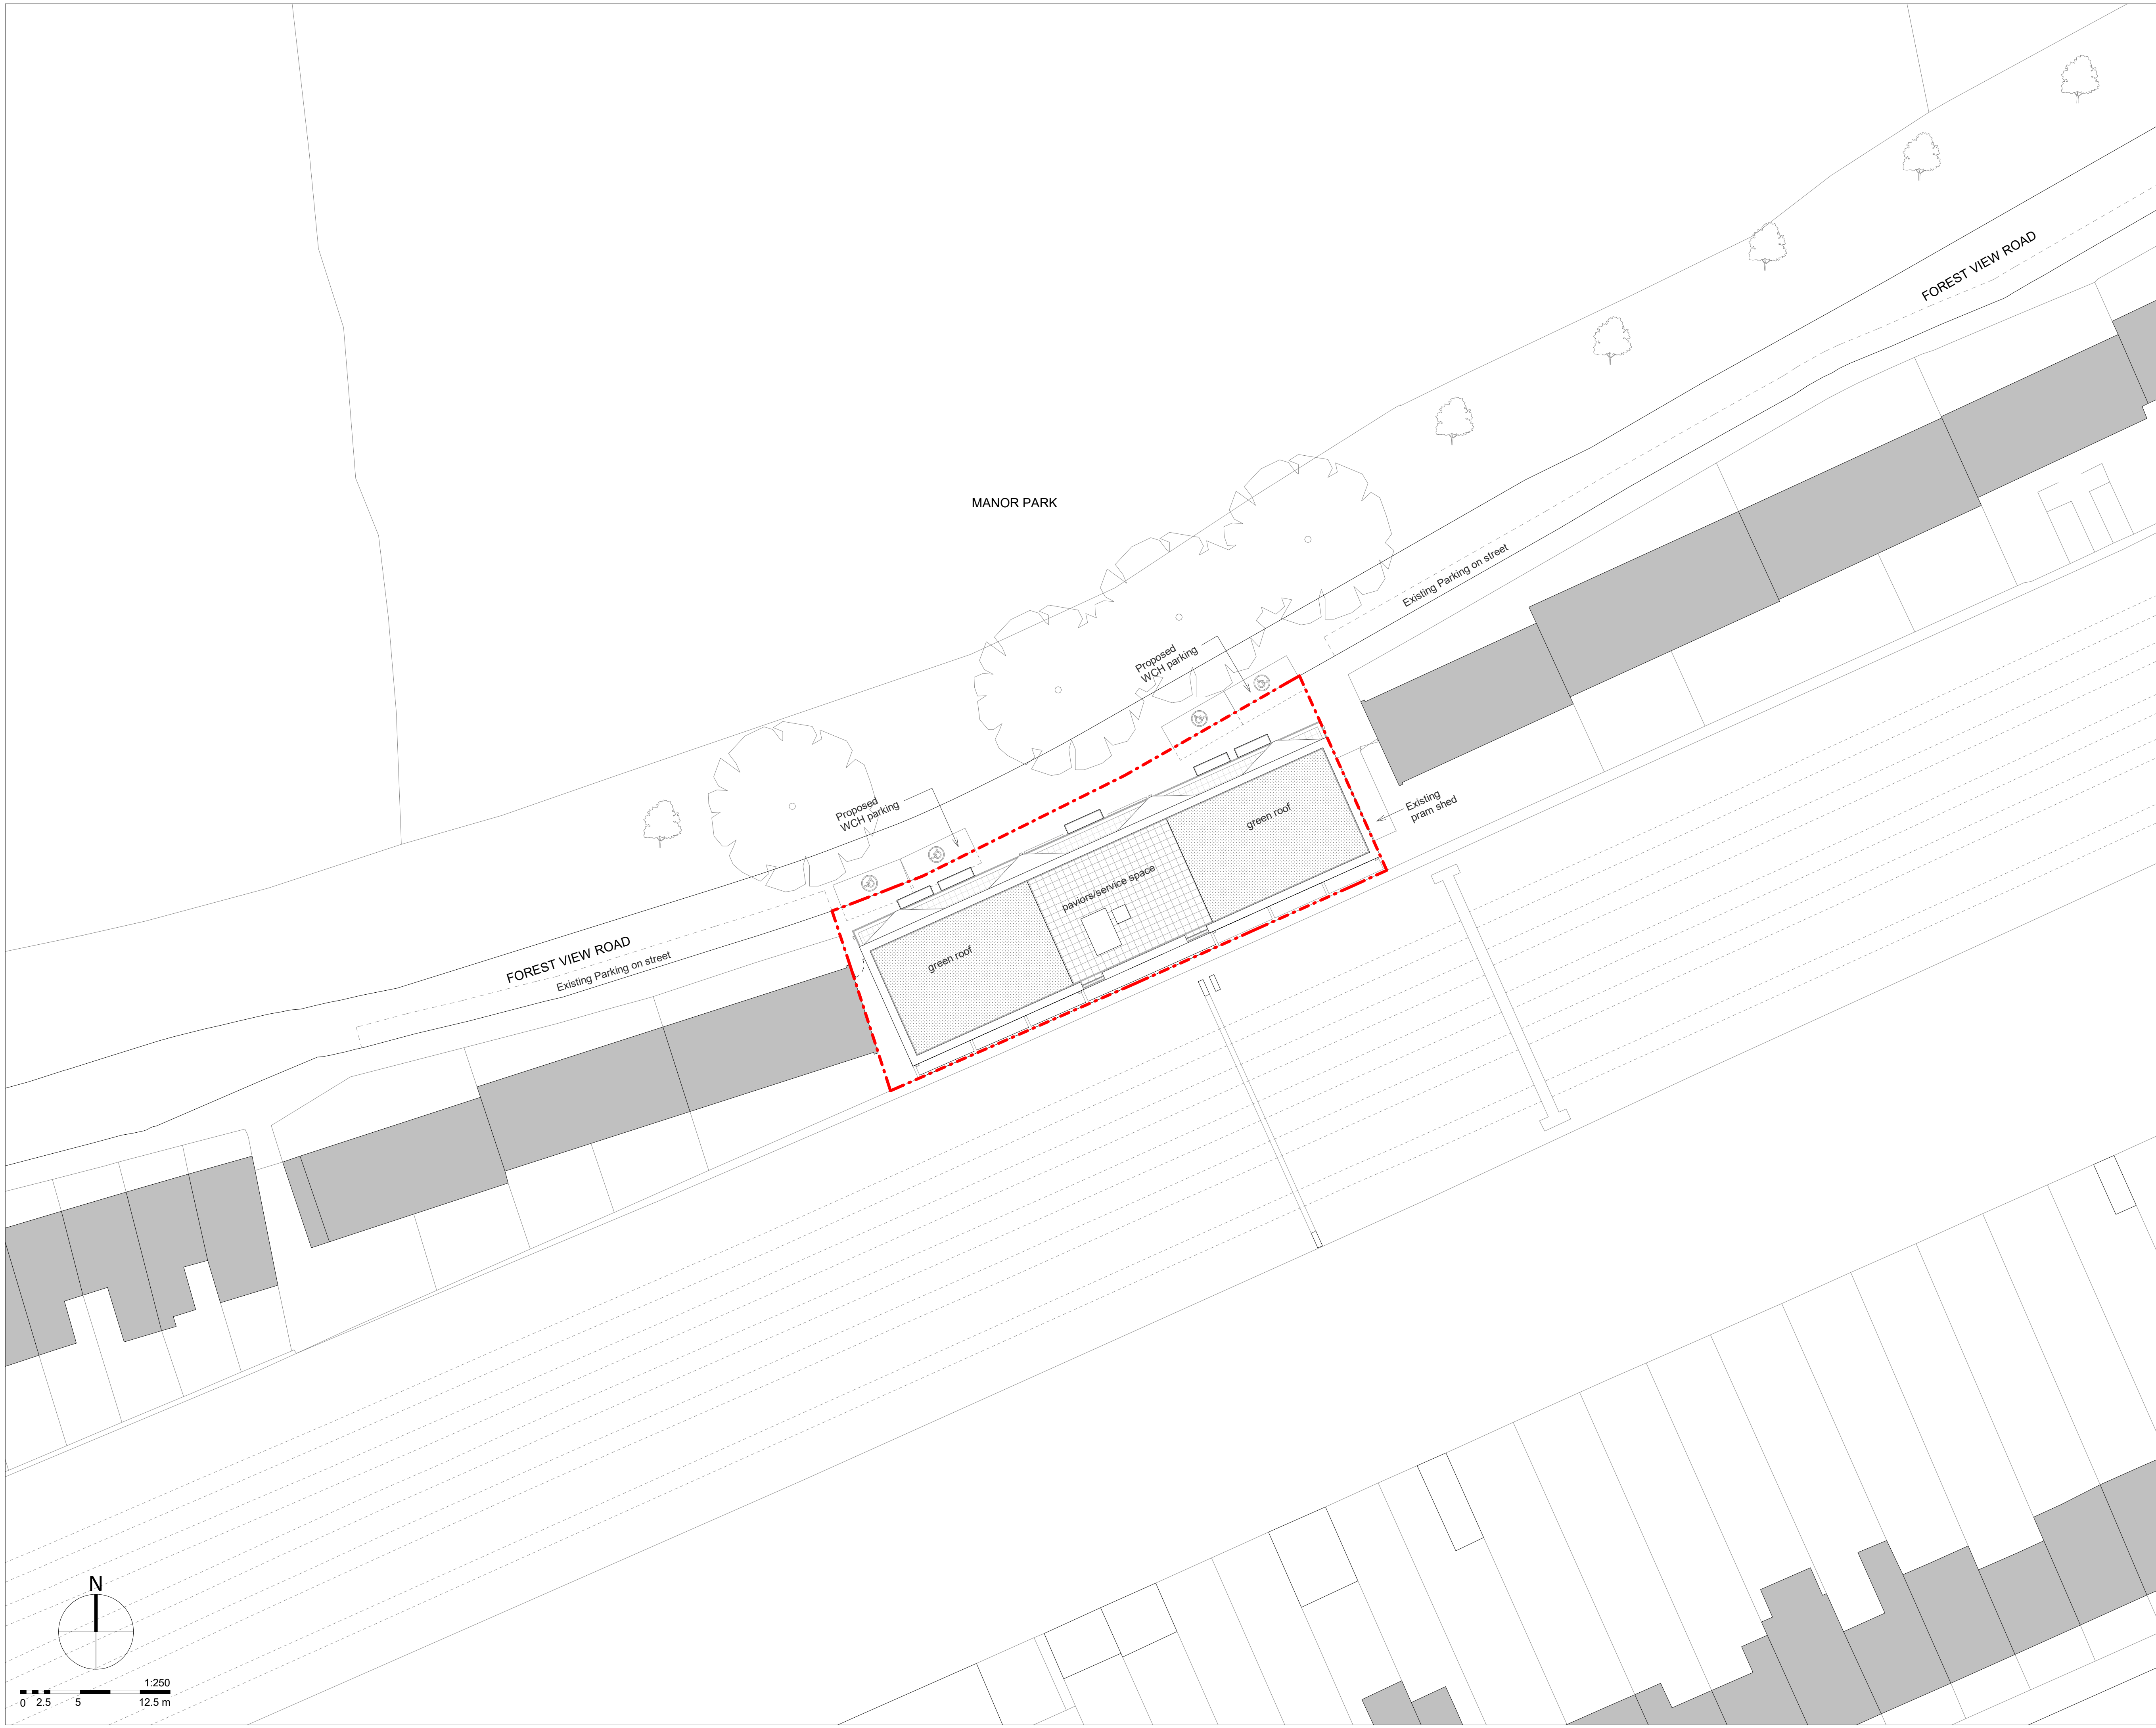 FOREST VIEW ROAD
MANOR PARK
Existing Parking on street
Proposed
WCH parking
Proposed
WCH parking
Existing
pram shed
green roof
paviors/service space
green roof
FOREST VIEW ROAD
Existing Parking on street
N
1:250
0 2.5 5 12.5 m